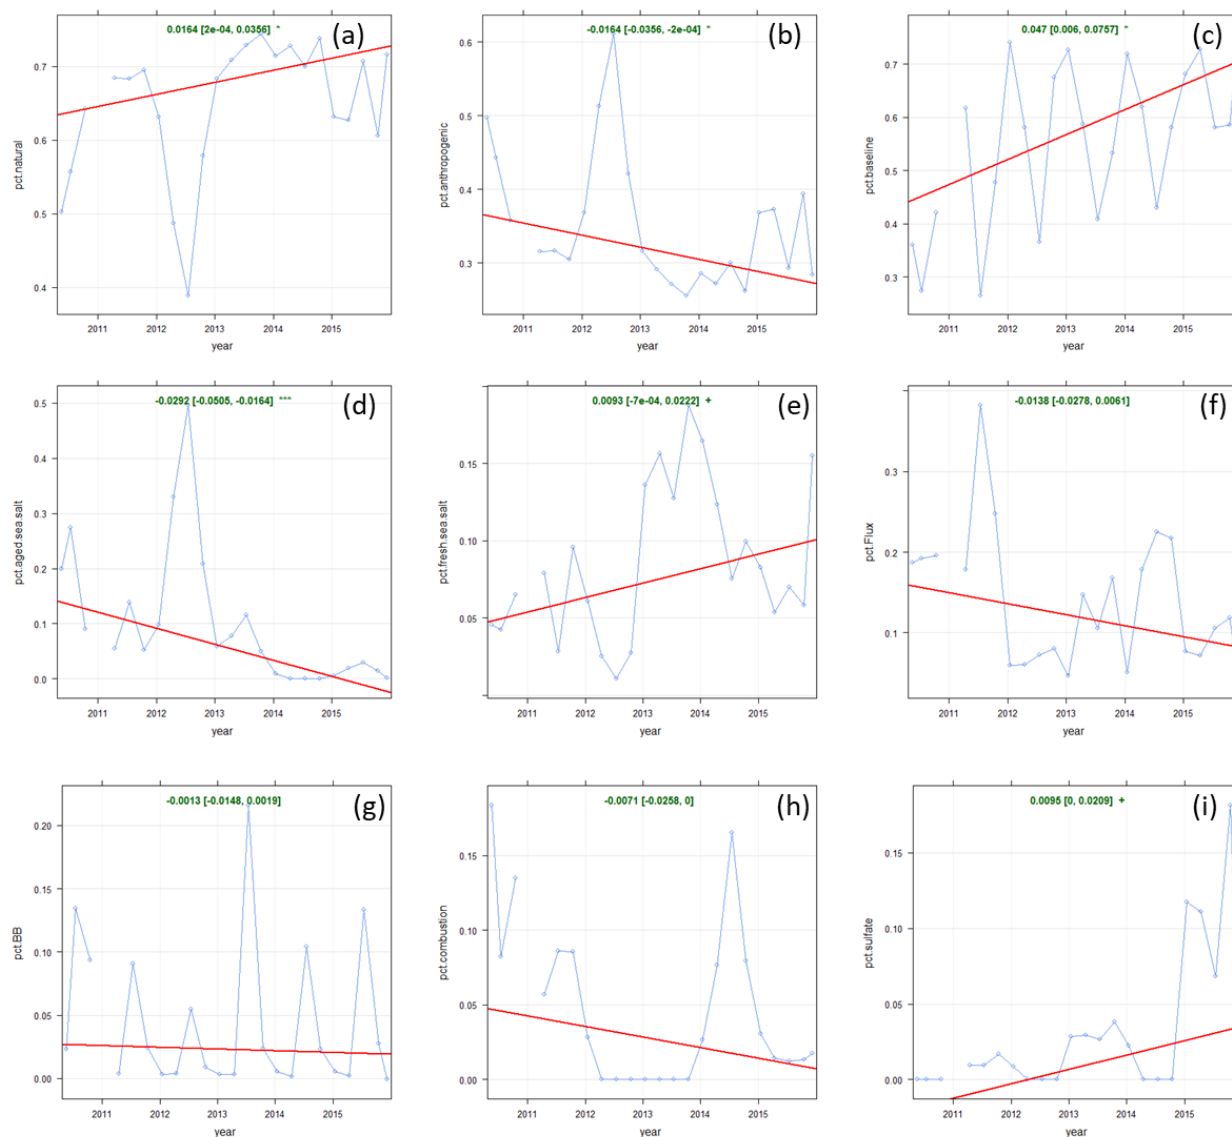 0.0164 [2e-04, 0.0356] *
(a)
pct.natural
0.7
0.6
0.5
0.4
2011 2012 2013 2014 2015
year
-0.0164 [-0.0356, -2e-04] *
(b)
pct.anthropogenic
0.6
0.5
0.4
0.3
2011 2012 2013 2014 2015
year
0.047 [0.006, 0.0757] *
(c)
pct.baseline
0.7
0.6
0.5
0.4
0.3
2011 2012 2013 2014 2015
year
-0.0292 [-0.0505, -0.0164] ***
(d)
pct.aged.sea.salt
0.5
0.4
0.3
0.2
0.1
0.0
2011 2012 2013 2014 2015
year
0.0093 [-7e-04, 0.0222] +
(e)
pct.fresh.sea.salt
0.15
0.10
0.05
2011 2012 2013 2014 2015
year
-0.0138 [-0.0278, 0.0061]
(f)
pct.Flux
0.3
0.2
0.1
2011 2012 2013 2014 2015
year
-0.0013 [-0.0148, 0.0019]
(g)
pct.BB
0.20
0.15
0.10
0.05
0.00
2011 2012 2013 2014 2015
year
-0.0071 [-0.0258, 0]
(h)
pct.combustion
0.15
0.10
0.05
0.00
2011 2012 2013 2014 2015
year
0.0095 [0, 0.0209] +
(i)
pct.sulfate
0.15
0.10
0.05
0.00
2011 2012 2013 2014 2015
year